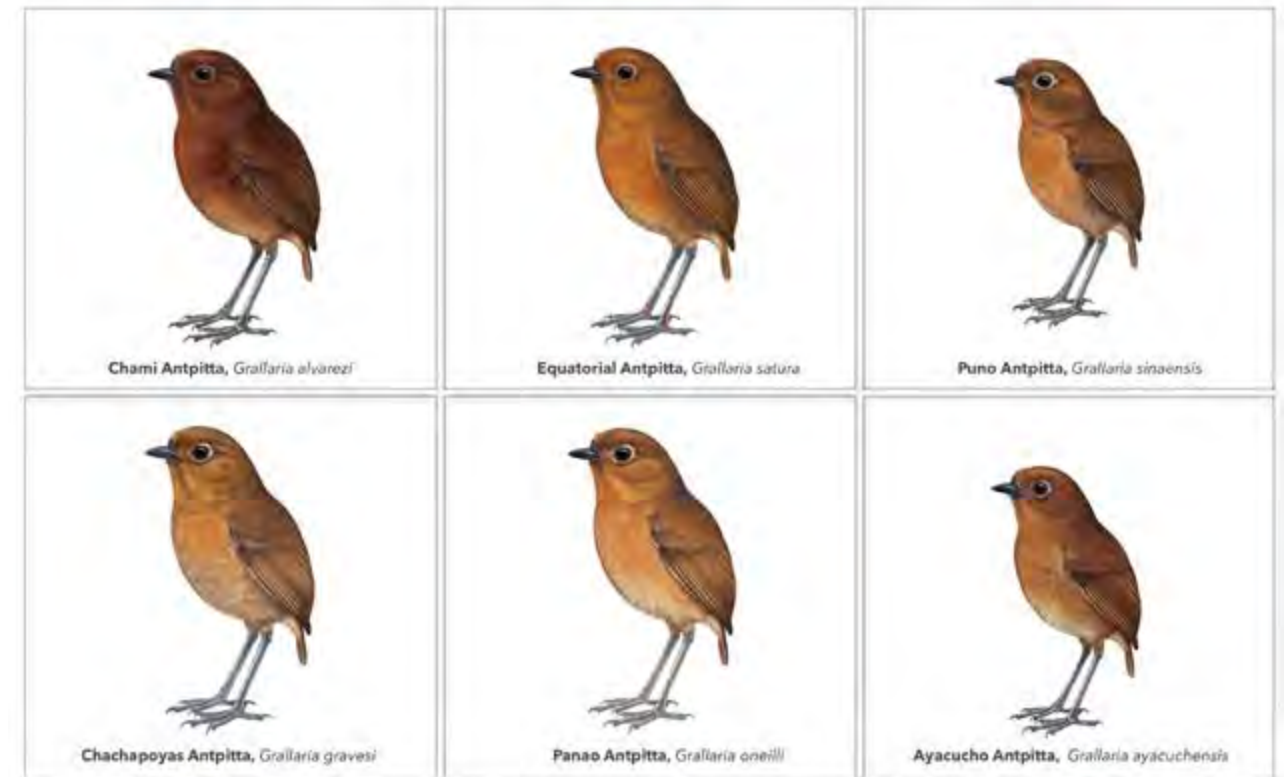 Chami Antpitta, Grallaria alvarezi
Equatorial Antpitta, Grallaria satura
Puno Antpitta, Grallaria sinaensis
Chachapoyas Antpitta, Grallaria gravesi
Panao Antpitta, Grallaria oneilli
Ayacucho Antpitta, Grallaria ayacuchensis